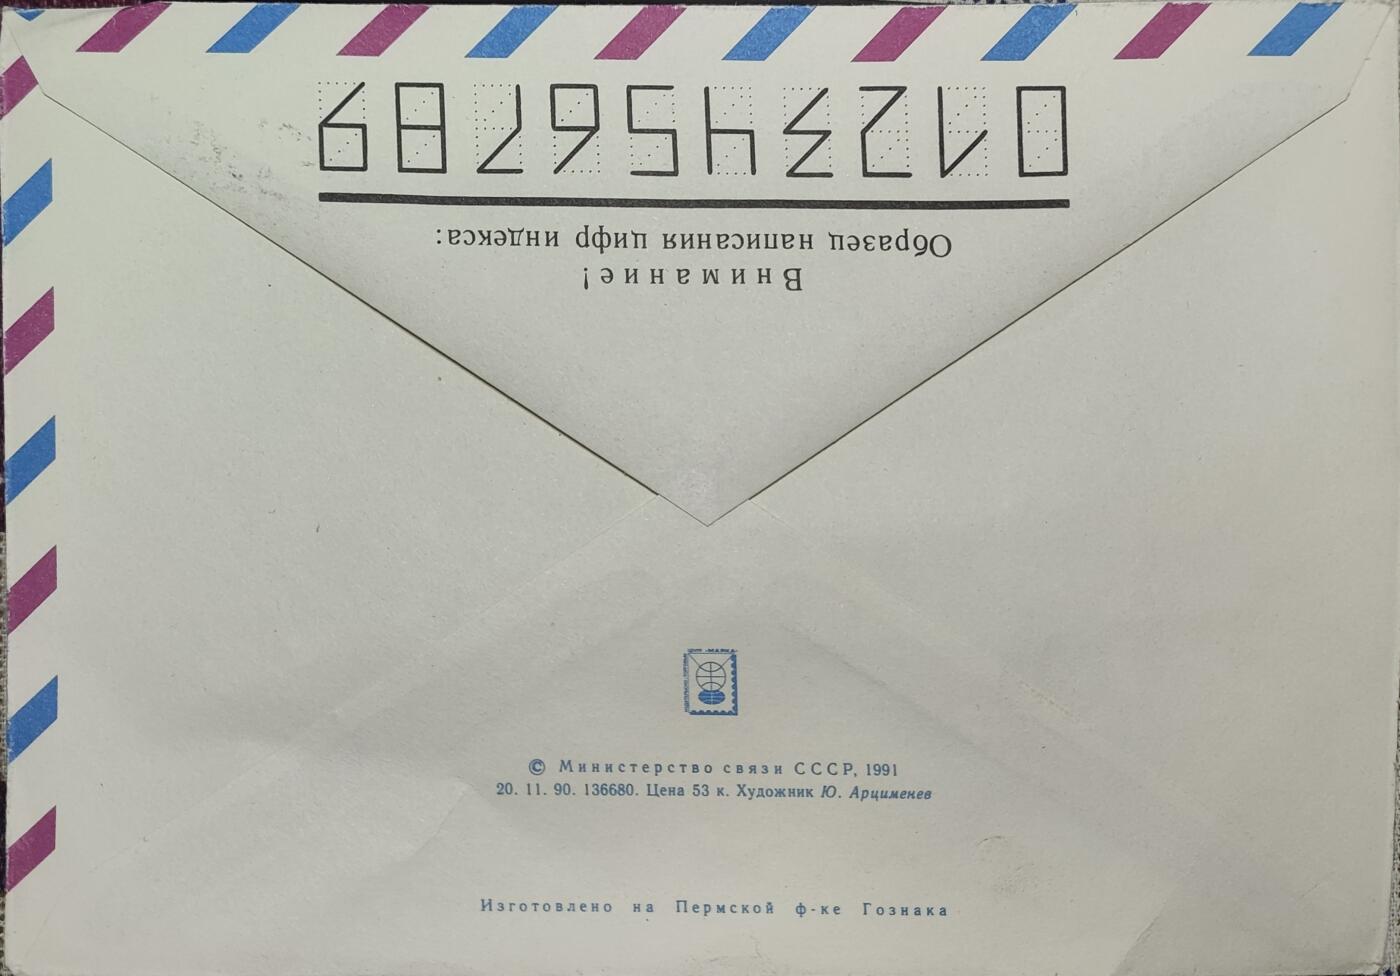 Внимание!
Образец написания цифр индекса:
0123456789
© Министерство связи СССР, 1991
20. 11. 90. 136680. Цена 53 к. Художник Ю. Арцименев
Изготовлено на Пермской ф-ке Гознака